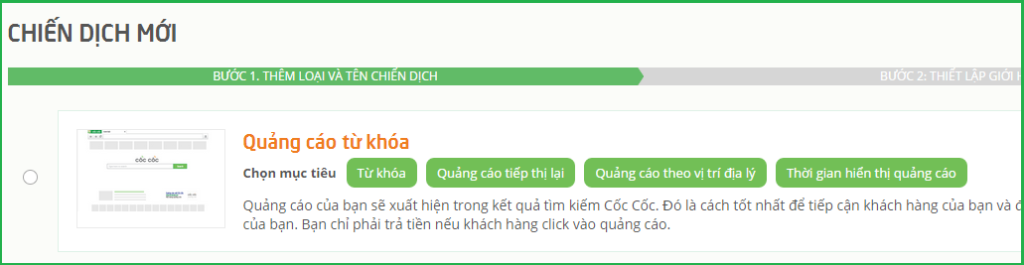 CHIẾN DỊCH MỚI
BƯỚC 1. THÊM LOẠI VÀ TÊN CHIẾN DỊCH
BƯỚC 2: THIẾT LẬP GIỚI H
Quảng cáo từ khóa
Chọn mục tiêu Từ khóa Quảng cáo tiếp thị lại Quảng cáo theo vị trí địa lý Thời gian hiển thị quảng cáo
cốc cốc
Quảng cáo của bạn sẽ xuất hiện trong kết quả tìm kiếm Cốc Cốc. Đó là cách tốt nhất để tiếp cận khách hàng của bạn và đ
của bạn. Bạn chỉ phải trả tiền nếu khách hàng click vào quảng cáo.